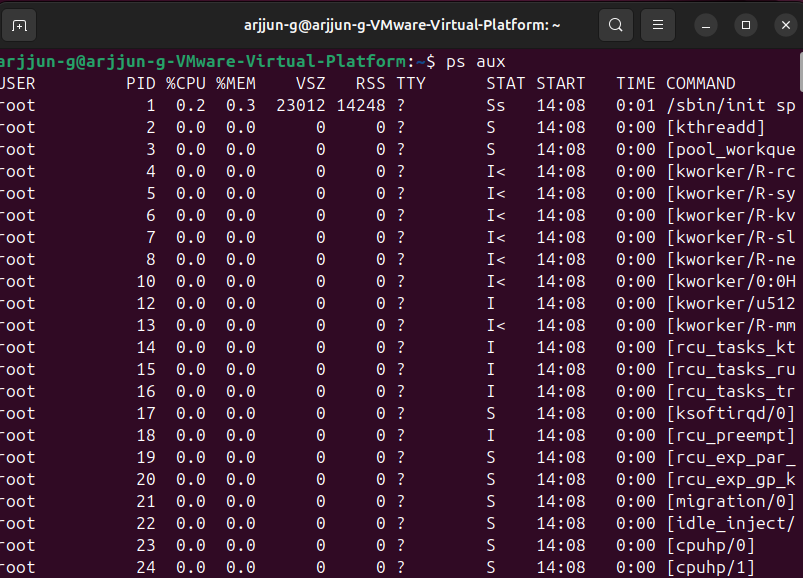 arjjun-g@arjjun-g-VMware-Virtual-Platform: ~
arjjun-g@arjjun-g-VMware-Virtual-Platform:~$ ps aux
USER PID %CPU %MEM VSZ RSS TTY STAT START TIME COMMAND
root 1 0.2 0.3 23012 14248 ? Ss 14:08 0:01 /sbin/init sp
root 2 0.0 0.0 0 0 ? S 14:08 0:00 [kthreadd]
root 3 0.0 0.0 0 0 ? S 14:08 0:00 [pool_workque
root 4 0.0 0.0 0 0 ? I< 14:08 0:00 [kworker/R-rc
root 5 0.0 0.0 0 0 ? I< 14:08 0:00 [kworker/R-sy
root 6 0.0 0.0 0 0 ? I< 14:08 0:00 [kworker/R-kv
root 7 0.0 0.0 0 0 ? I< 14:08 0:00 [kworker/R-sl
root 8 0.0 0.0 0 0 ? I< 14:08 0:00 [kworker/R-ne
root 10 0.0 0.0 0 0 ? I< 14:08 0:00 [kworker/0:0H
root 12 0.0 0.0 0 0 ? I 14:08 0:00 [kworker/u512
root 13 0.0 0.0 0 0 ? I< 14:08 0:00 [kworker/R-mm
root 14 0.0 0.0 0 0 ? I 14:08 0:00 [rcu_tasks_kt
root 15 0.0 0.0 0 0 ? I 14:08 0:00 [rcu_tasks_ru
root 16 0.0 0.0 0 0 ? I 14:08 0:00 [rcu_tasks_tr
root 17 0.0 0.0 0 0 ? S 14:08 0:00 [ksoftirqd/0]
root 18 0.0 0.0 0 0 ? I 14:08 0:00 [rcu_preempt]
root 19 0.0 0.0 0 0 ? S 14:08 0:00 [rcu_exp_par_
root 20 0.0 0.0 0 0 ? S 14:08 0:00 [rcu_exp_gp_k
root 21 0.0 0.0 0 0 ? S 14:08 0:00 [migration/0]
root 22 0.0 0.0 0 0 ? S 14:08 0:00 [idle_inject/
root 23 0.0 0.0 0 0 ? S 14:08 0:00 [cpuhp/0]
root 24 0.0 0.0 0 0 ? S 14:08 0:00 [cpuhp/1]